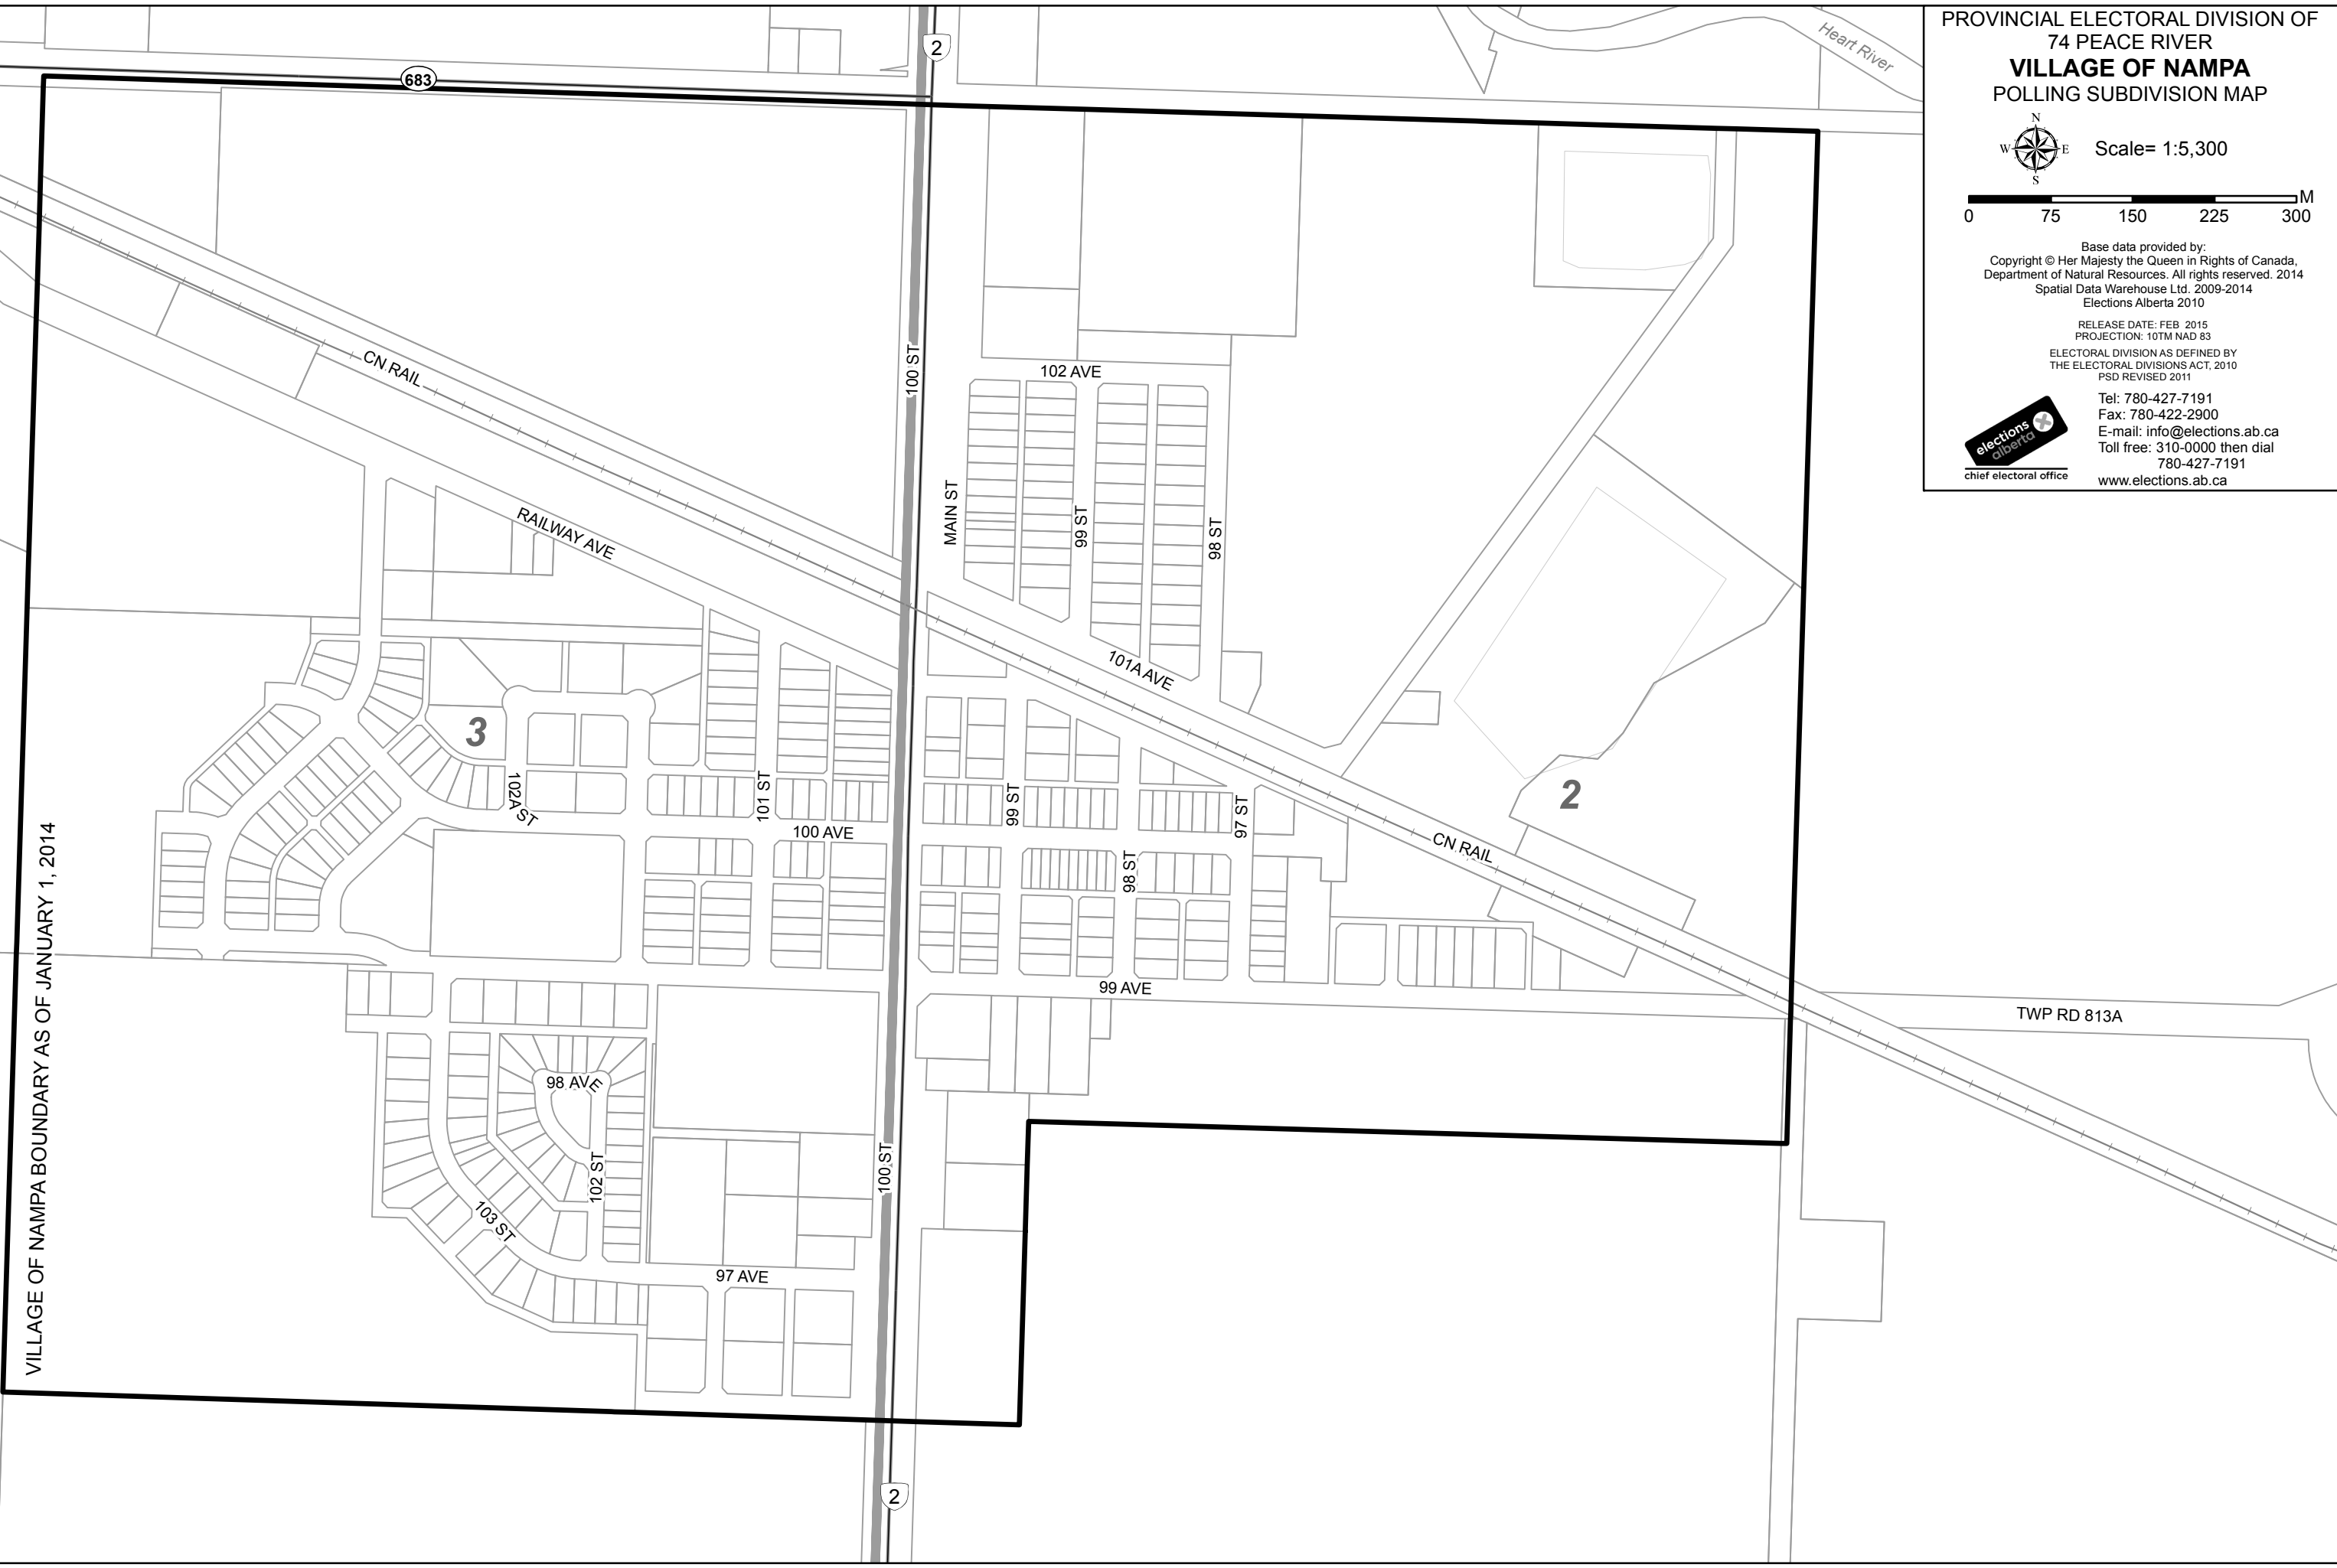 PROVINCIAL ELECTORAL DIVISION OF
74 PEACE RIVER
VILLAGE OF NAMPA
POLLING SUBDIVISION MAP
N
W E
S
Scale= 1:5,300
M
0 75 150 225 300
Base data provided by:
Copyright © Her Majesty the Queen in Rights of Canada,
Department of Natural Resources. All rights reserved. 2014
Spatial Data Warehouse Ltd. 2009-2014
Elections Alberta 2010
RELEASE DATE: FEB 2015
PROJECTION: 10TM NAD 83
ELECTORAL DIVISION AS DEFINED BY
THE ELECTORAL DIVISIONS ACT, 2010
PSD REVISED 2011
elections
alberta
chief electoral office
Tel: 780-427-7191
Fax: 780-422-2900
E-mail: info@elections.ab.ca
Toll free: 310-0000 then dial
780-427-7191
www.elections.ab.ca
Heart River
2
683
CN RAIL
100 ST
102 AVE
MAIN ST
99 ST
98 ST
RAILWAY AVE
101A AVE
3
102A ST
101 ST
100 AVE
99 ST
97 ST
98 ST
2
CN RAIL
99 AVE
TWP RD 813A
VILLAGE OF NAMPA BOUNDARY AS OF JANUARY 1, 2014
98 AVE
102 ST
103 ST
100 ST
97 AVE
2